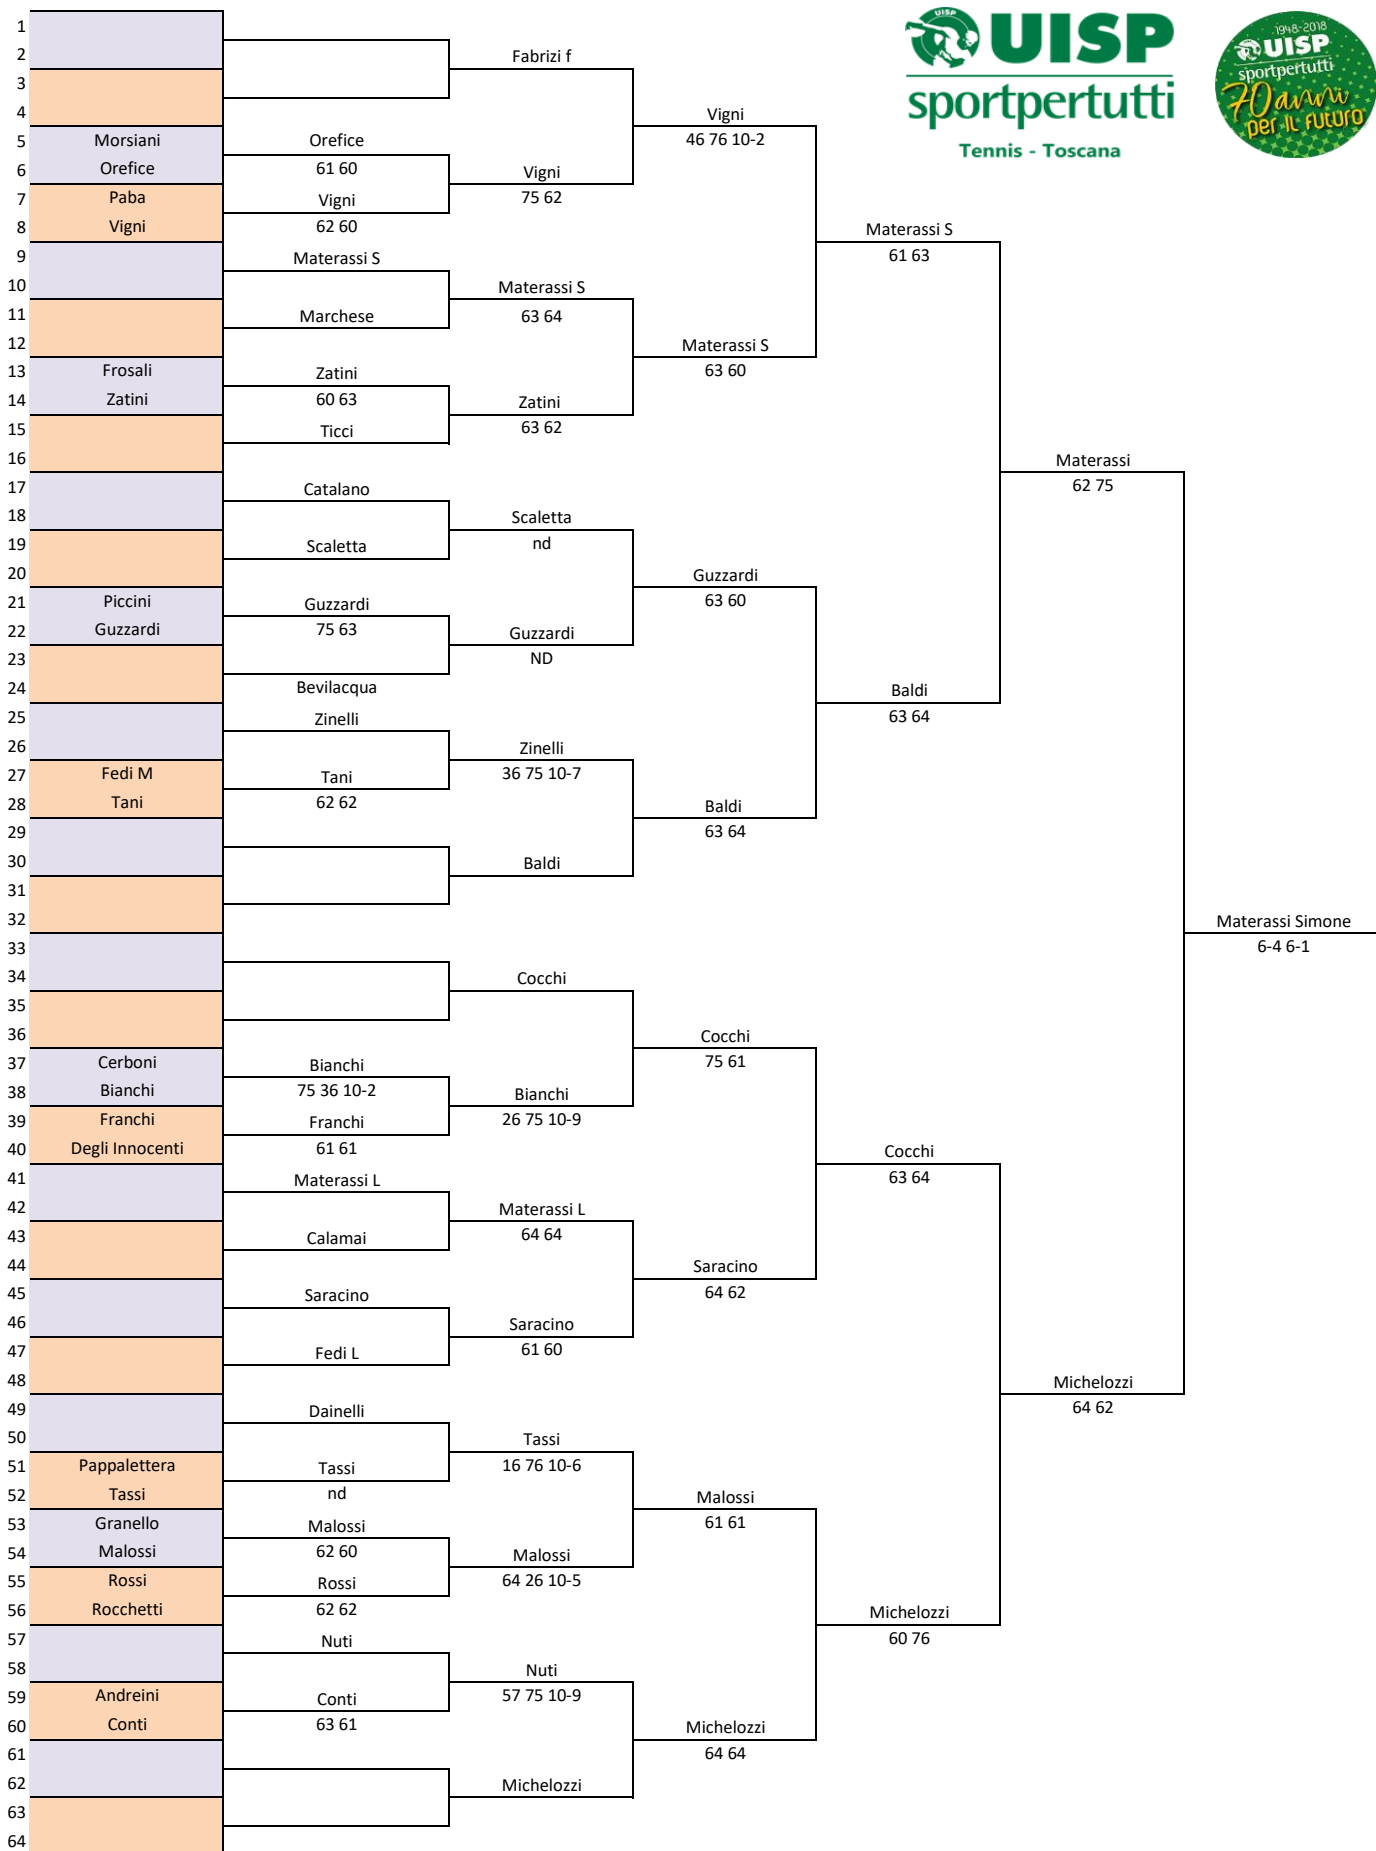 UISP
sportpertutti
Tennis - Toscana
1948-2018
UISP
sportpertutti
70 anni
per il futuro
1
2
Fabrizi f
3
4
Vigni
5 Morsiani Orefice 46 76 10-2
6 Orefice 61 60 Vigni
7 Paba Vigni 75 62
8 Vigni 62 60 Materassi S
9 Materassi S 61 63
10 Materassi S
11 Marchese 63 64
12 Materassi S
13 Frosali Zatini 63 60
14 Zatini 60 63 Zatini
15 Ticci 63 62
16 Materassi
17 Catalano 62 75
18 Scaletta
19 Scaletta nd
20 Guzzardi
21 Piccini Guzzardi 63 60
22 Guzzardi 75 63 Guzzardi
23 ND
24 Bevilacqua Baldi
25 Zinelli 63 64
26 Zinelli
27 Fedi M Tani 36 75 10-7
28 Tani 62 62 Baldi
29 63 64
30 Baldi
31
32 Materassi Simone
33 6-4 6-1
34 Cocchi
35
36 Cocchi
37 Cerboni Bianchi 75 61
38 Bianchi 75 36 10-2 Bianchi
39 Franchi Franchi 26 75 10-9
40 Degli Innocenti 61 61 Cocchi
41 Materassi L 63 64
42 Materassi L
43 Calamai 64 64
44 Saracino
45 Saracino 64 62
46 Saracino
47 Fedi L 61 60
48 Michelozzi
49 Dainelli 64 62
50 Tassi
51 Pappalettera Tassi 16 76 10-6
52 Tassi nd Malossi
53 Granello Malossi 61 61
54 Malossi 62 60 Malossi
55 Rossi Rossi 64 26 10-5
56 Rocchetti 62 62 Michelozzi
57 Nuti 60 76
58 Nuti
59 Andreini Conti 57 75 10-9
60 Conti 63 61 Michelozzi
61 64 64
62 Michelozzi
63
64